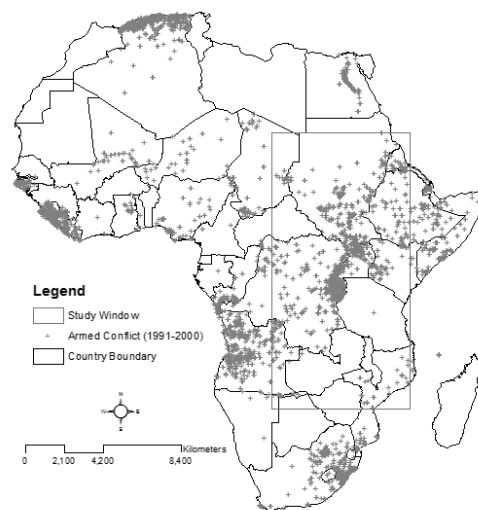 Legend
Study Window
Armed Conflict (1991-2000)
Country Boundary
N
W E
S
Kilometers
0 2,100 4,200 8,400